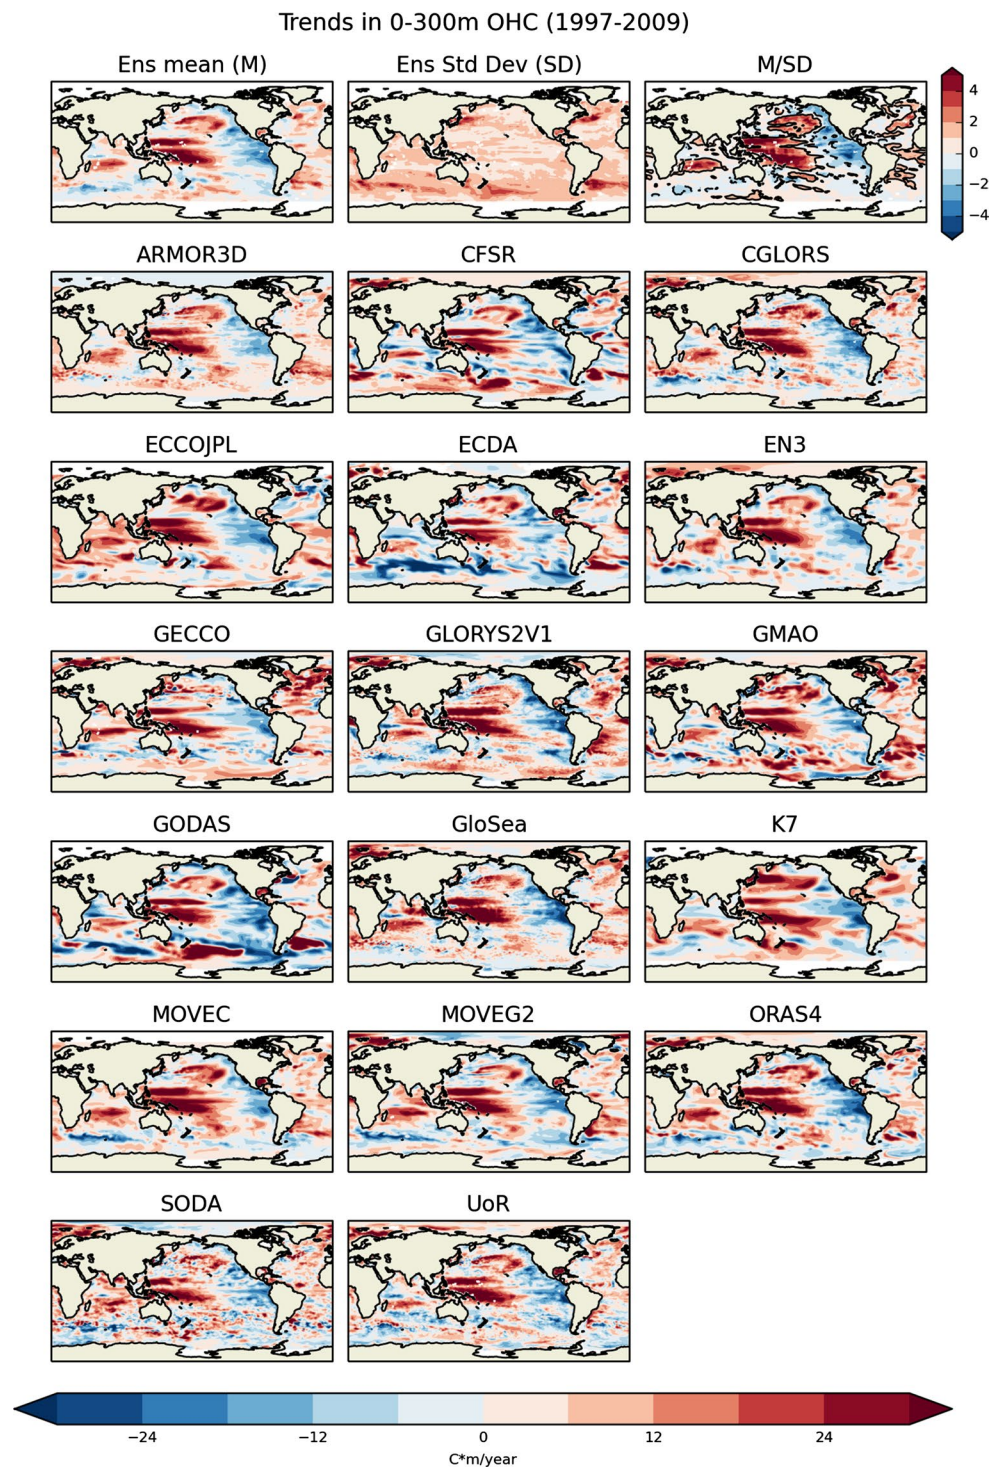 Trends in 0-300m OHC (1997-2009)
Ens mean (M) Ens Std Dev (SD) M/SD
4
2
0
−2
−4
ARMOR3D CFSR CGLORS
ECCOJPL ECDA EN3
GECCO GLORYS2V1 GMAO
GODAS GloSea K7
MOVEC MOVEG2 ORAS4
SODA UoR
−24 −12 0 12 24
C*m/year